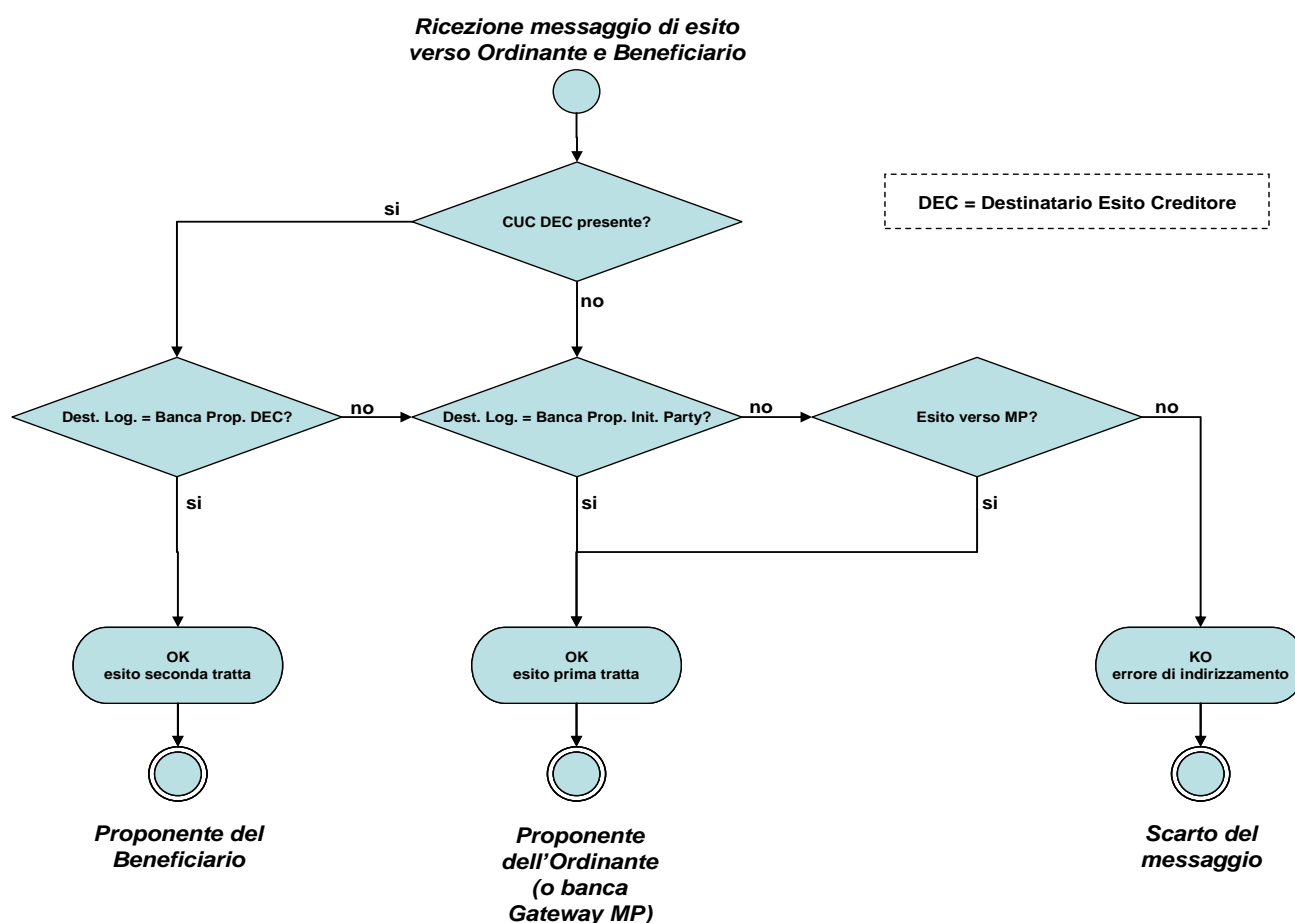 Ricezione messaggio di esito
verso Ordinante e Beneficiario
si
CUC DEC presente?
DEC = Destinatario Esito Creditore
no
Dest. Log. = Banca Prop. DEC?
no
Dest. Log. = Banca Prop. Init. Party?
no
Esito verso MP?
no
si
si
si
OK
esito seconda tratta
OK
esito prima tratta
KO
errore di indirizzamento
Proponente del
Beneficiario
Proponente
dell’Ordinante
(o banca
Gateway MP)
Scarto del
messaggio